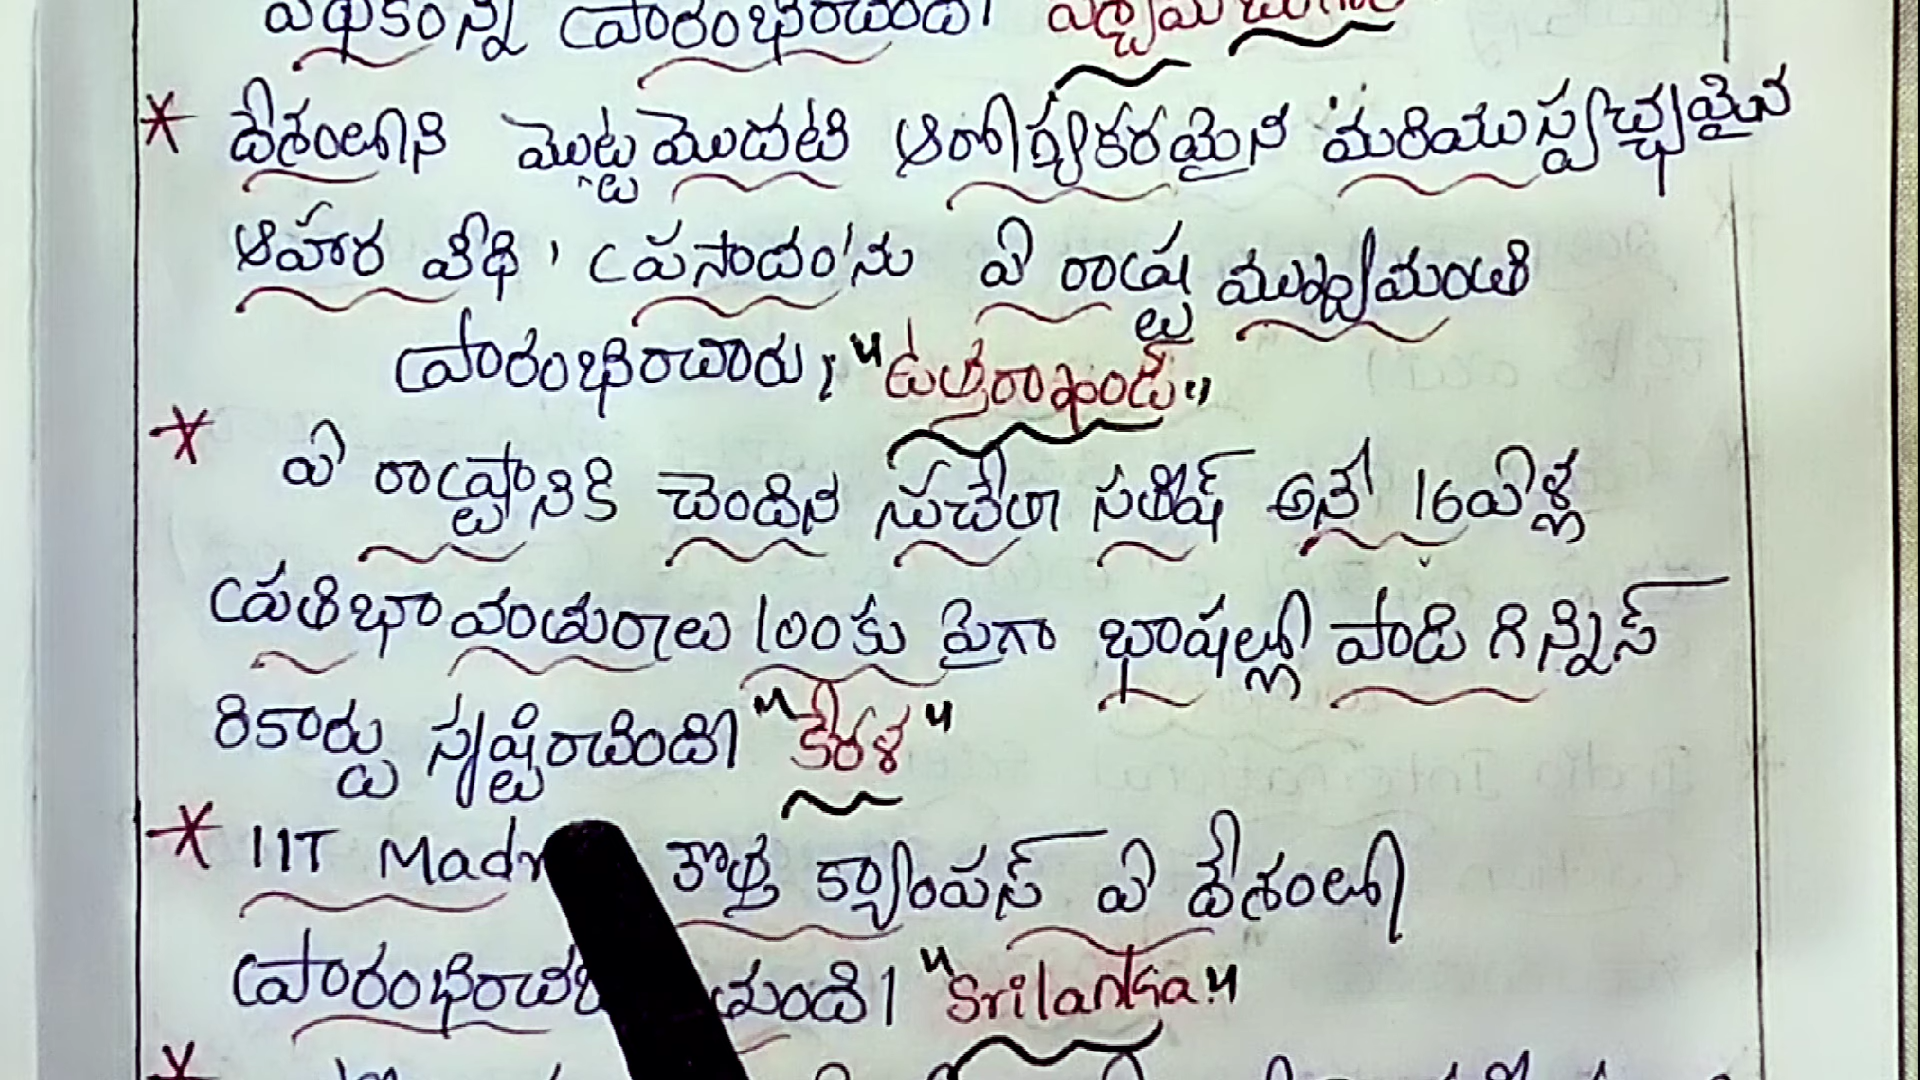 పథకంన్ని ప్రారంభించింది।
* దేశంలోని మొట్టమొదటి ఆరోగ్యకరమైన మరియు స్వచ్ఛమైన
ఆహార వీధి 'ప్రసాదం'ను ఏ రాష్ట్ర ముఖ్యమంత్రి
ప్రారంభించారు। "ఉత్తరాఖండ్"
* ఏ రాష్ట్రానికి చెందిన సుచేతా సతీష్ అనే 16ఏళ్ల
ప్రతిభావంతురాలు 100కు పైగా భాషల్లో పాడి గిన్నిస్
రికార్డు సృష్టించింది। "కేరళ"
* IIT కొత్త క్యాంపస్ ఏ దేశంలో
"Srilanka"